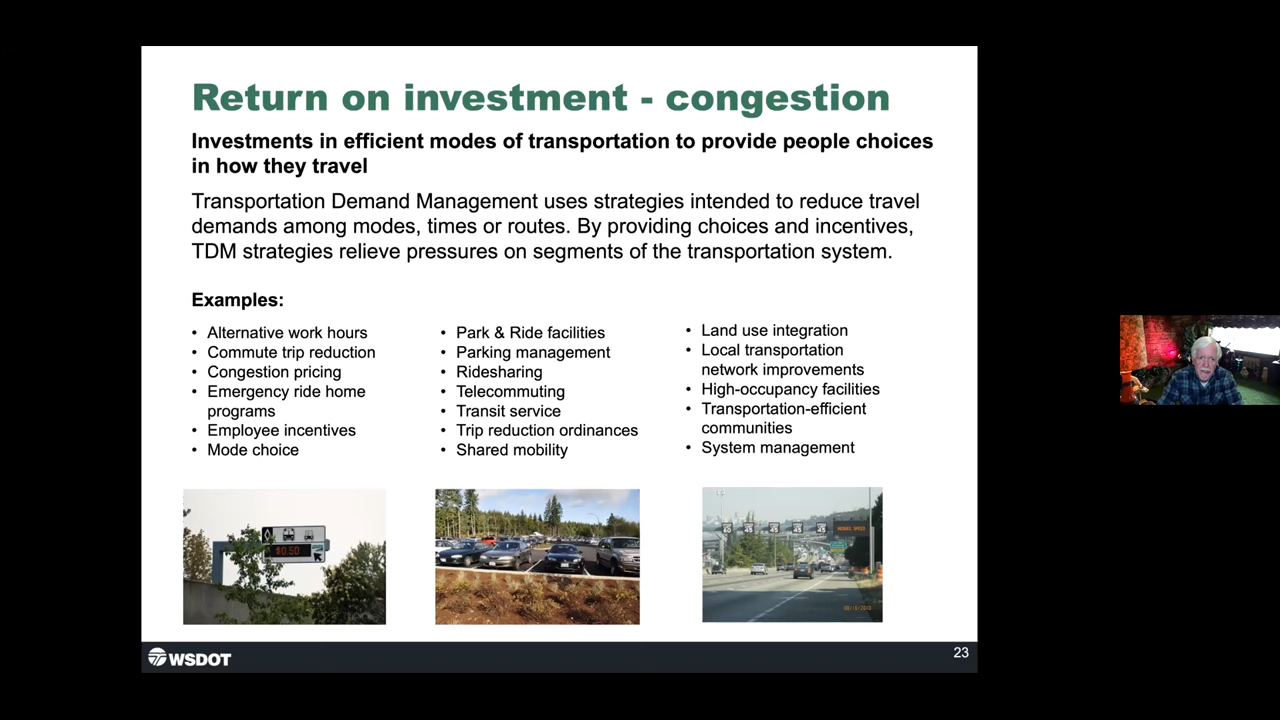 Return on investment - congestion
Investments in efficient modes of transportation to provide people choices
in how they travel
Transportation Demand Management uses strategies intended to reduce travel
demands among modes, times or routes. By providing choices and incentives,
TDM strategies relieve pressures on segments of the transportation system.
Examples:
• Alternative work hours
• Commute trip reduction
• Congestion pricing
• Emergency ride home
programs
• Employee incentives
• Mode choice
• Park & Ride facilities
• Parking management
• Ridesharing
• Telecommuting
• Transit service
• Trip reduction ordinances
• Shared mobility
• Land use integration
• Local transportation
network improvements
• High-occupancy facilities
• Transportation-efficient
communities
• System management
$0.50
45
45
45
WSDOT
23